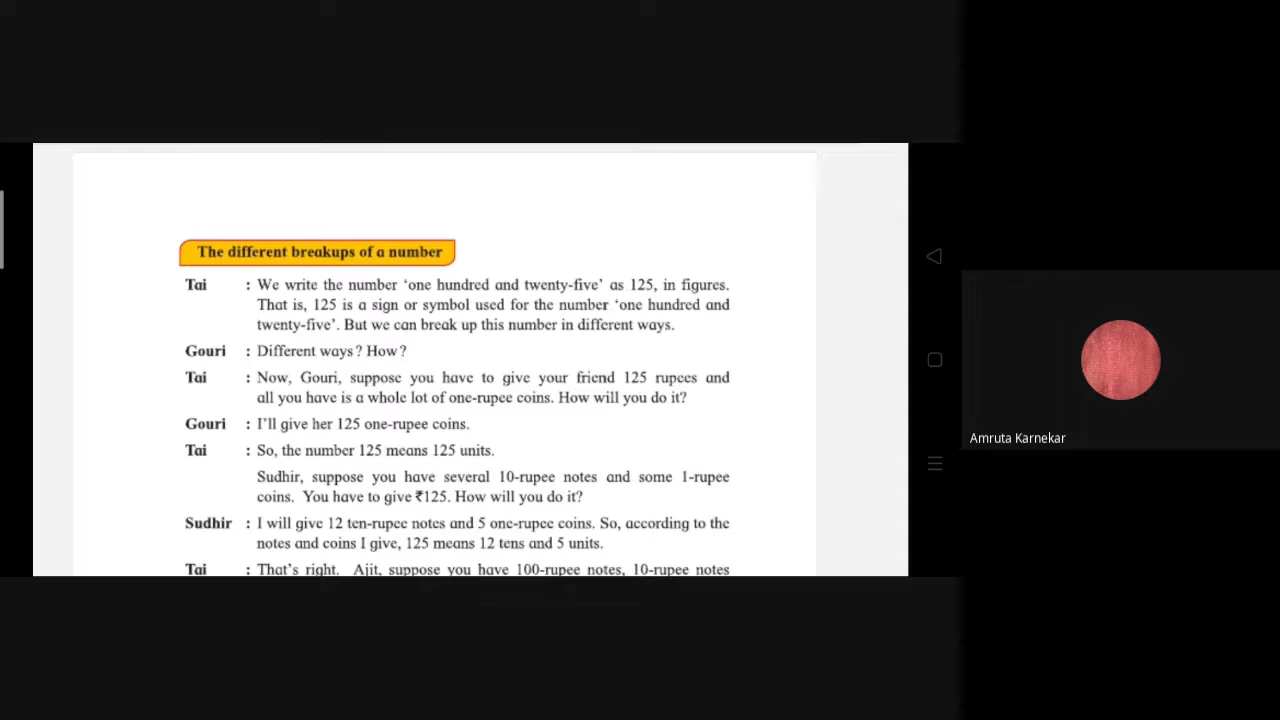 The different breakups of a number
Tai : We write the number ‘one hundred and twenty-five’ as 125, in figures.
That is, 125 is a sign or symbol used for the number ‘one hundred and
twenty-five’. But we can break up this number in different ways.
Gouri : Different ways? How?
Tai : Now, Gouri, suppose you have to give your friend 125 rupees and
all you have is a whole lot of one-rupee coins. How will you do it?
Gouri : I’ll give her 125 one-rupee coins.
Tai : So, the number 125 means 125 units.
Sudhir, suppose you have several 10-rupee notes and some 1-rupee
coins. You have to give ₹125. How will you do it?
Sudhir : I will give 12 ten-rupee notes and 5 one-rupee coins. So, according to the
notes and coins I give, 125 means 12 tens and 5 units.
Tai : That’s right. Ajit, suppose you have 100-rupee notes, 10-rupee notes
Amruta Karnekar